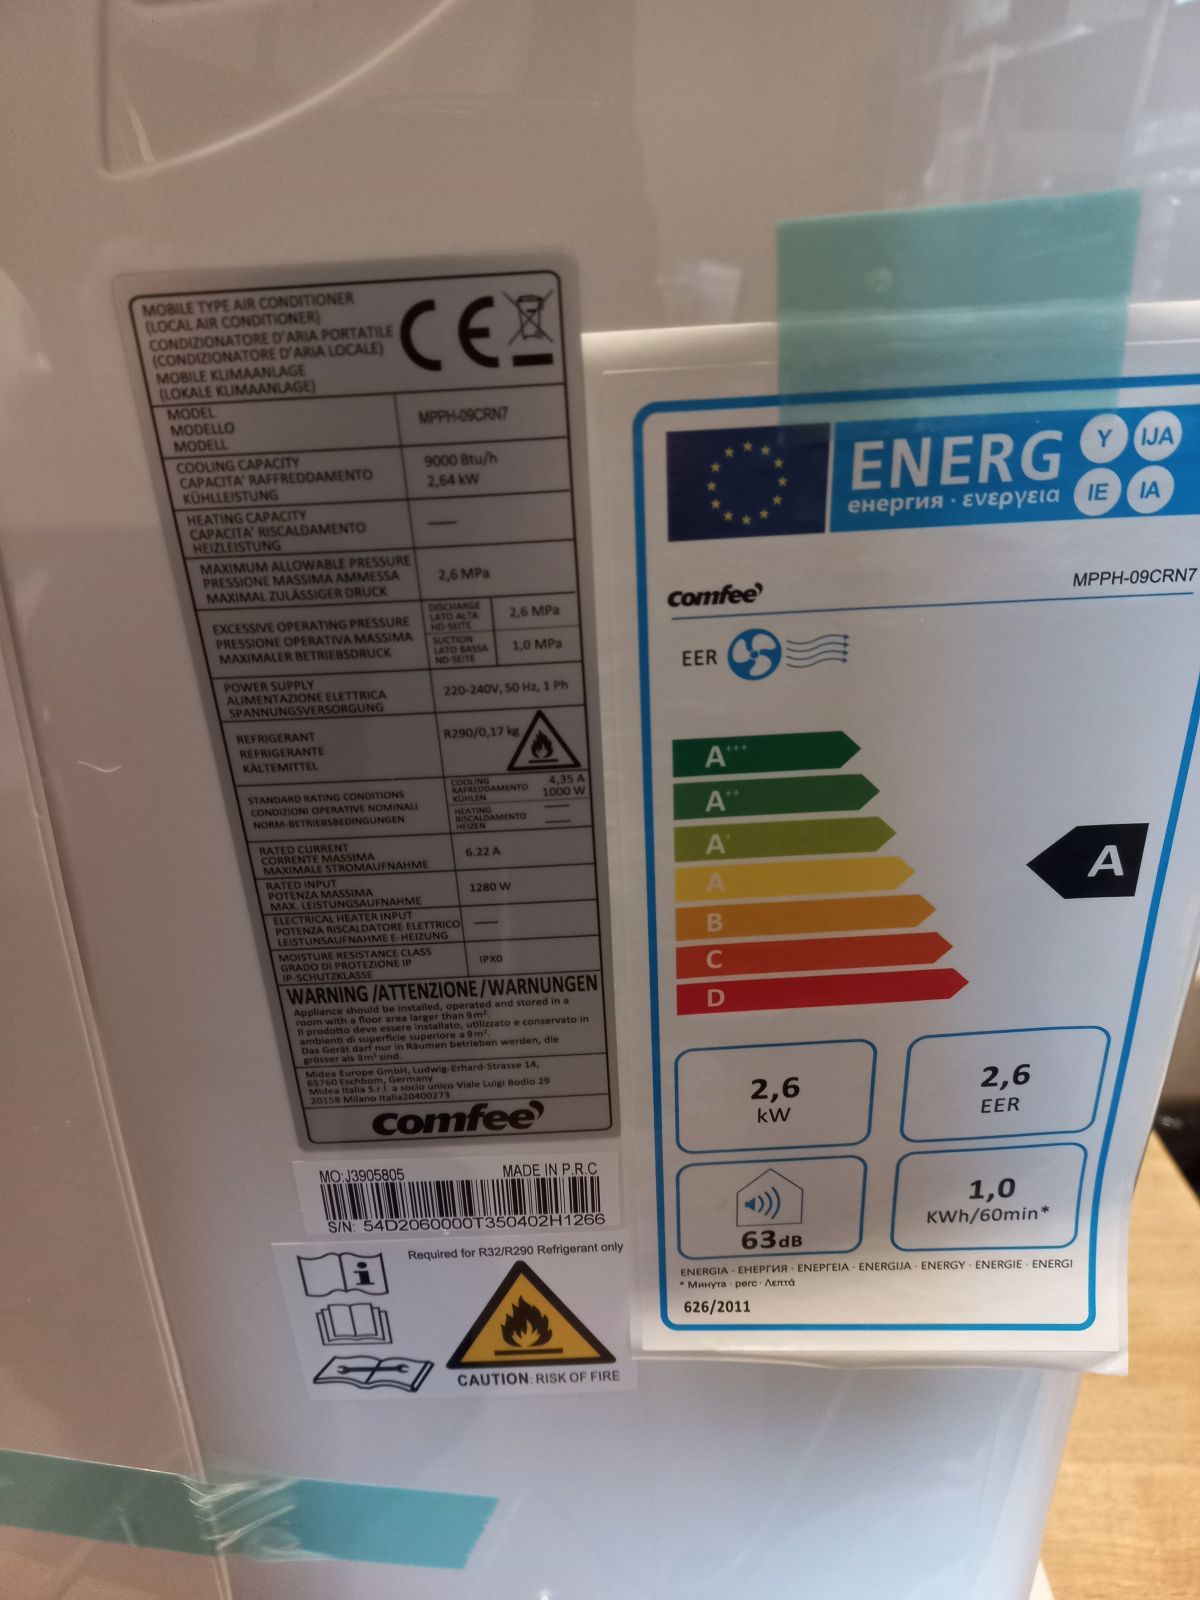 MOBILE TYPE AIR CONDITIONER
(LOCAL AIR CONDITIONER)
CONDIZIONATORE D'ARIA PORTATILE
(CONDIZIONATORE D'ARIA LOCALE)
MOBILE KLIMAANLAGE
(LOKALE KLIMAANLAGE)
CE
MODEL
MODELLO
MODELL
MPPH-09CRN7
COOLING CAPACITY
CAPACITA' RAFFREDDAMENTO
KÜHLLEISTUNG
9000 Btu/h
2,64 kW
HEATING CAPACITY
CAPACITA' RISCALDAMENTO
HEIZLEISTUNG
—
MAXIMUM ALLOWABLE PRESSURE
PRESSIONE MASSIMA AMMESSA
MAXIMAL ZULÄSSIGER DRUCK
2,6 MPa
EXCESSIVE OPERATING PRESSURE
PRESSIONE OPERATIVA MASSIMA
MAXIMALER BETRIEBSDRUCK
DISCHARGE
LATO ALTA
HD-SEITE
2,6 MPa
SUCTION
LATO BASSA
ND-SEITE
1,0 MPa
POWER SUPPLY
ALIMENTAZIONE ELETTRICA
SPANNUNGSVERSORGUNG
220-240V, 50 Hz, 1 Ph
REFRIGERANT
REFRIGERANTE
KÄLTEMITTEL
R290/0,17 kg
STANDARD RATING CONDITIONS
CONDIZIONI OPERATIVE NOMINALI
NORM-BETRIEBSBEDINGUNGEN
COOLING
RAFREDDAMENTO
KÜHLEN
4,35 A
1000 W
HEATING
RISCALDAMENTO
HEIZEN
—
—
RATED CURRENT
CORRENTE MASSIMA
MAXIMALE STROMAUFNAHME
6.22 A
RATED INPUT
POTENZA MASSIMA
MAX. LEISTUNGSAUFNAHME
1280 W
ELECTRICAL HEATER INPUT
POTENZA RISCALDATORE ELETTRICO
LEISTUNSAUFNAHME E-HEIZUNG
—
MOISTURE RESISTANCE CLASS
GRADO DI PROTEZIONE IP
IP-SCHUTZKLASSE
IPX0
WARNING /ATTENZIONE/WARNUNGEN
Appliance should be installed, operated and stored in a
room with a floor area larger than 9m².
Il prodotto deve essere installato, utilizzato e conservato in
ambienti di superficie superiore a 9m².
Das Gerät darf nur in Räumen betrieben werden, die
grösser als 9m² sind.
Midea Europe GmbH, Ludwig-Erhard-Strasse 14,
65760 Eschborn, Germany
Midea Italia S.r.l. a socio unico Viale Luigi Bodio 29
20158 Milano Italia20400273
comfee'
MO:J3905805 MADE IN P.R.C
S/N: 54D2060000T350402H1266
Required for R32/R290 Refrigerant only
CAUTION: RISK OF FIRE
ENERG
Y IJA
IE IA
енергия · ενεργεια
comfee'
MPPH-09CRN7
EER
A+++
A++
A+
A
B
C
D
A
2,6
kW
2,6
EER
63dB
1,0
KWh/60min*
ENERGIA · ЕНЕРГИЯ · ΕΝΕΡΓΕΙΑ · ENERGIJA · ENERGY · ENERGIE · ENERGI
* Минута · perc · Λεπτά
626/2011